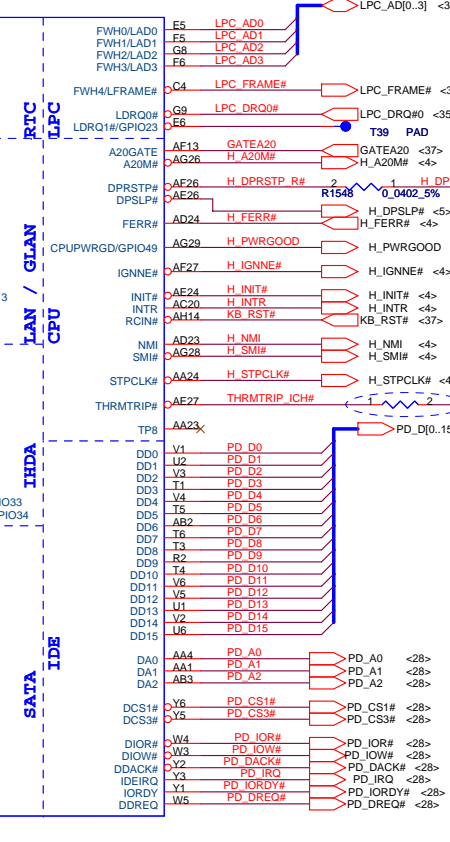 LPC_AD[0..3] <3
FWH0/LAD0 E5 LPC_AD0
FWH1/LAD1 F5 LPC_AD1
FWH2/LAD2 G8 LPC_AD2
FWH3/LAD3 F6 LPC_AD3
FWH4/LFRAME# C4 LPC_FRAME# LPC_FRAME# <3
LDRQ0# G9 LPC_DRQ0# LPC_DRQ#0 <35
LDRQ1#/GPIO23 E6
T39 PAD
RTC
LPC
A20GATE AF13 GATEA20 GATEA20 <37>
A20M# AG26 H_A20M# H_A20M# <4>
DPRSTP# AF26 H_DPRSTP_R# 2 1 H_DP
R1548 0_0402_5%
DPSLP# AE26 H_DPSLP# <5>
FERR# AD24 H_FERR# H_FERR# <4>
CPUPWRGD/GPIO49 AG29 H_PWRGOOD H_PWRGOOD
IGNNE# AF27 H_IGNNE# H_IGNNE# <4>
INIT# AE24 H_INIT# H_INIT# <4>
INTR AC20 H_INTR H_INTR <4>
RCIN# AH14 KB_RST# KB_RST# <37>
LAN / GLAN
CPU
3
NMI AD23 H_NMI H_NMI <4>
SMI# AG28 H_SMI# H_SMI# <4>
STPCLK# AA24 H_STPCLK# H_STPCLK# <4
THRMTRIP# AE27 THRMTRIP_ICH# 1 2
TP8 AA23
PD_D[0..15
DD0 V1 PD_D0
DD1 U2 PD_D1
DD2 V3 PD_D2
DD3 T1 PD_D3
DD4 V4 PD_D4
DD5 T5 PD_D5
DD6 AB2 PD_D6
DD7 T6 PD_D7
DD8 T3 PD_D8
DD9 R2 PD_D9
DD10 T4 PD_D10
DD11 V6 PD_D11
DD12 V5 PD_D12
DD13 U1 PD_D13
DD14 V2 PD_D14
DD15 U6 PD_D15
IHDA
IO33
PIO34
DA0 AA4 PD_A0 PD_A0 <28>
DA1 AA1 PD_A1 PD_A1 <28>
DA2 AB3 PD_A2 PD_A2 <28>
DCS1# Y6 PD_CS1# PD_CS1# <28>
DCS3# Y5 PD_CS3# PD_CS3# <28>
IDE
SATA
DIOR# W4 PD_IOR# PD_IOR# <28>
DIOW# W3 PD_IOW# PD_IOW# <28>
DDACK# Y2 PD_DACK# PD_DACK# <28>
IDEIRQ Y3 PD_IRQ PD_IRQ <28>
IORDY Y1 PD_IORDY# PD_IORDY# <28>
DDREQ W5 PD_DREQ# PD_DREQ# <28>